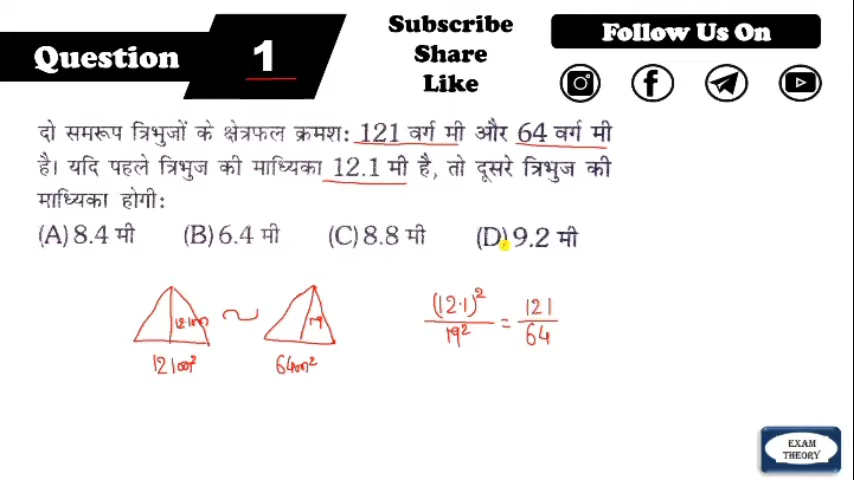 Question
1
Subscribe
Share
Like
Follow Us On
दो समरूप त्रिभुजों के क्षेत्रफल क्रमश: 121 वर्ग मी और 64 वर्ग मी
है। यदि पहले त्रिभुज की माध्यिका 12.1 मी है, तो दूसरे त्रिभुज की
माध्यिका होगी:
(A) 8.4 मी (B) 6.4 मी (C) 8.8 मी (D) 9.2 मी
~
121m² 64m²
(12.1)² / m² = 121 / 64
EXAM
THEORY